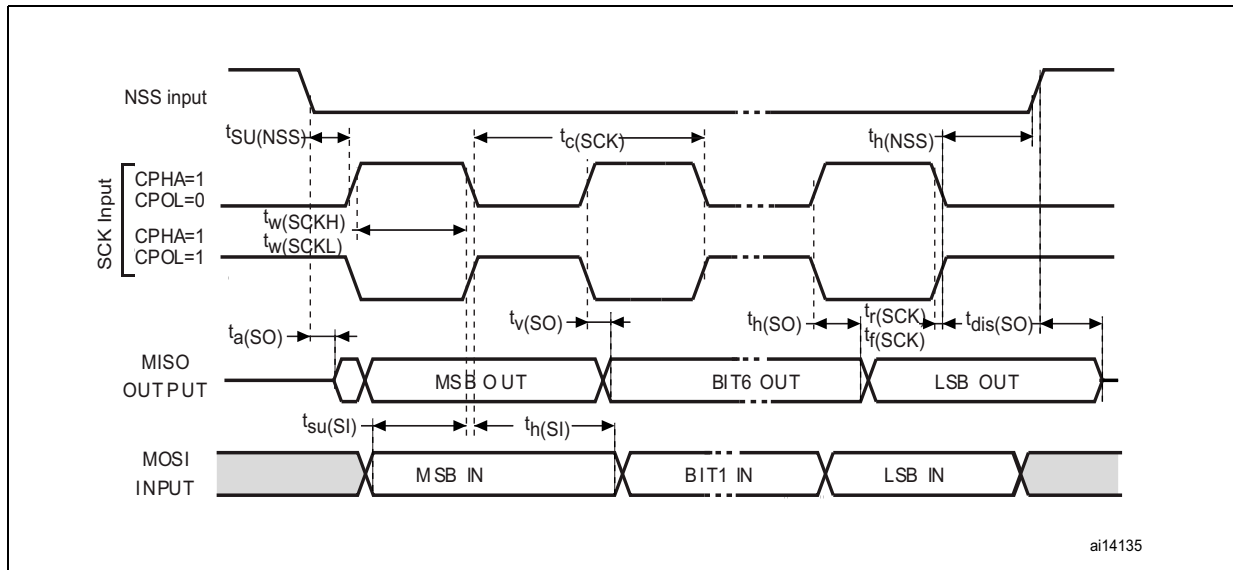 NSS input
tSU(NSS)
tc(SCK)
th(NSS)
SCK Input
CPHA=1
CPOL=0
CPHA=1
CPOL=1
tw(SCKH)
tw(SCKL)
ta(SO)
tv(SO)
th(SO)
tr(SCK)
tf(SCK)
tdis(SO)
MISO
OUTPUT
MSB OUT
BIT6 OUT
LSB OUT
tsu(SI)
th(SI)
MOSI
INPUT
MSB IN
BIT1 IN
LSB IN
ai14135